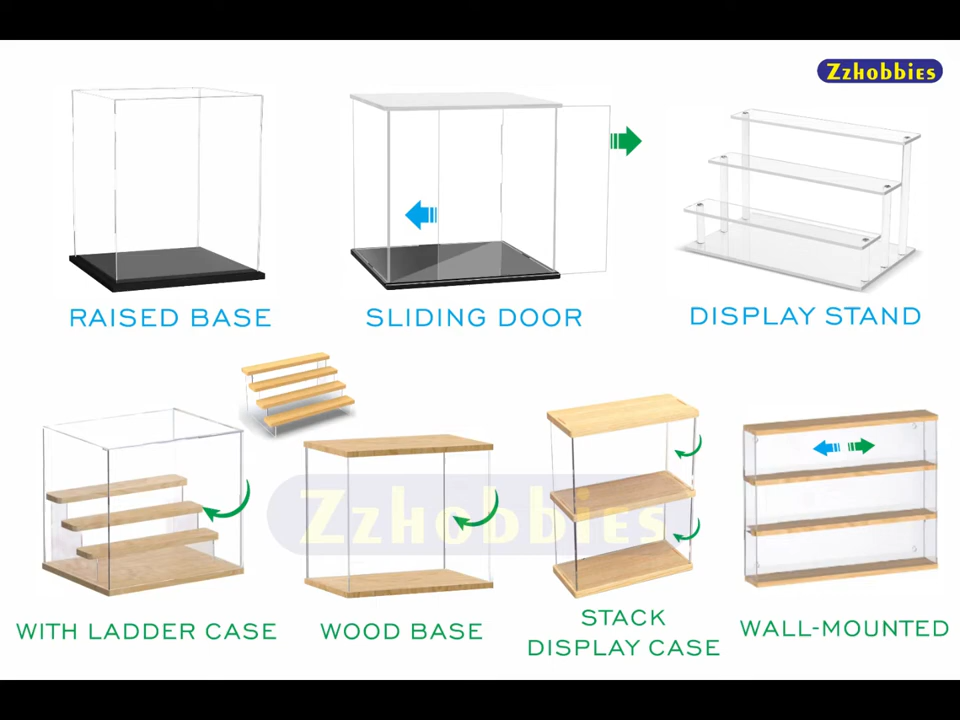 Zzhobbies
RAISED BASE
SLIDING DOOR
DISPLAY STAND
Zzhobbies
WITH LADDER CASE
WOOD BASE
STACK
DISPLAY CASE
WALL-MOUNTED